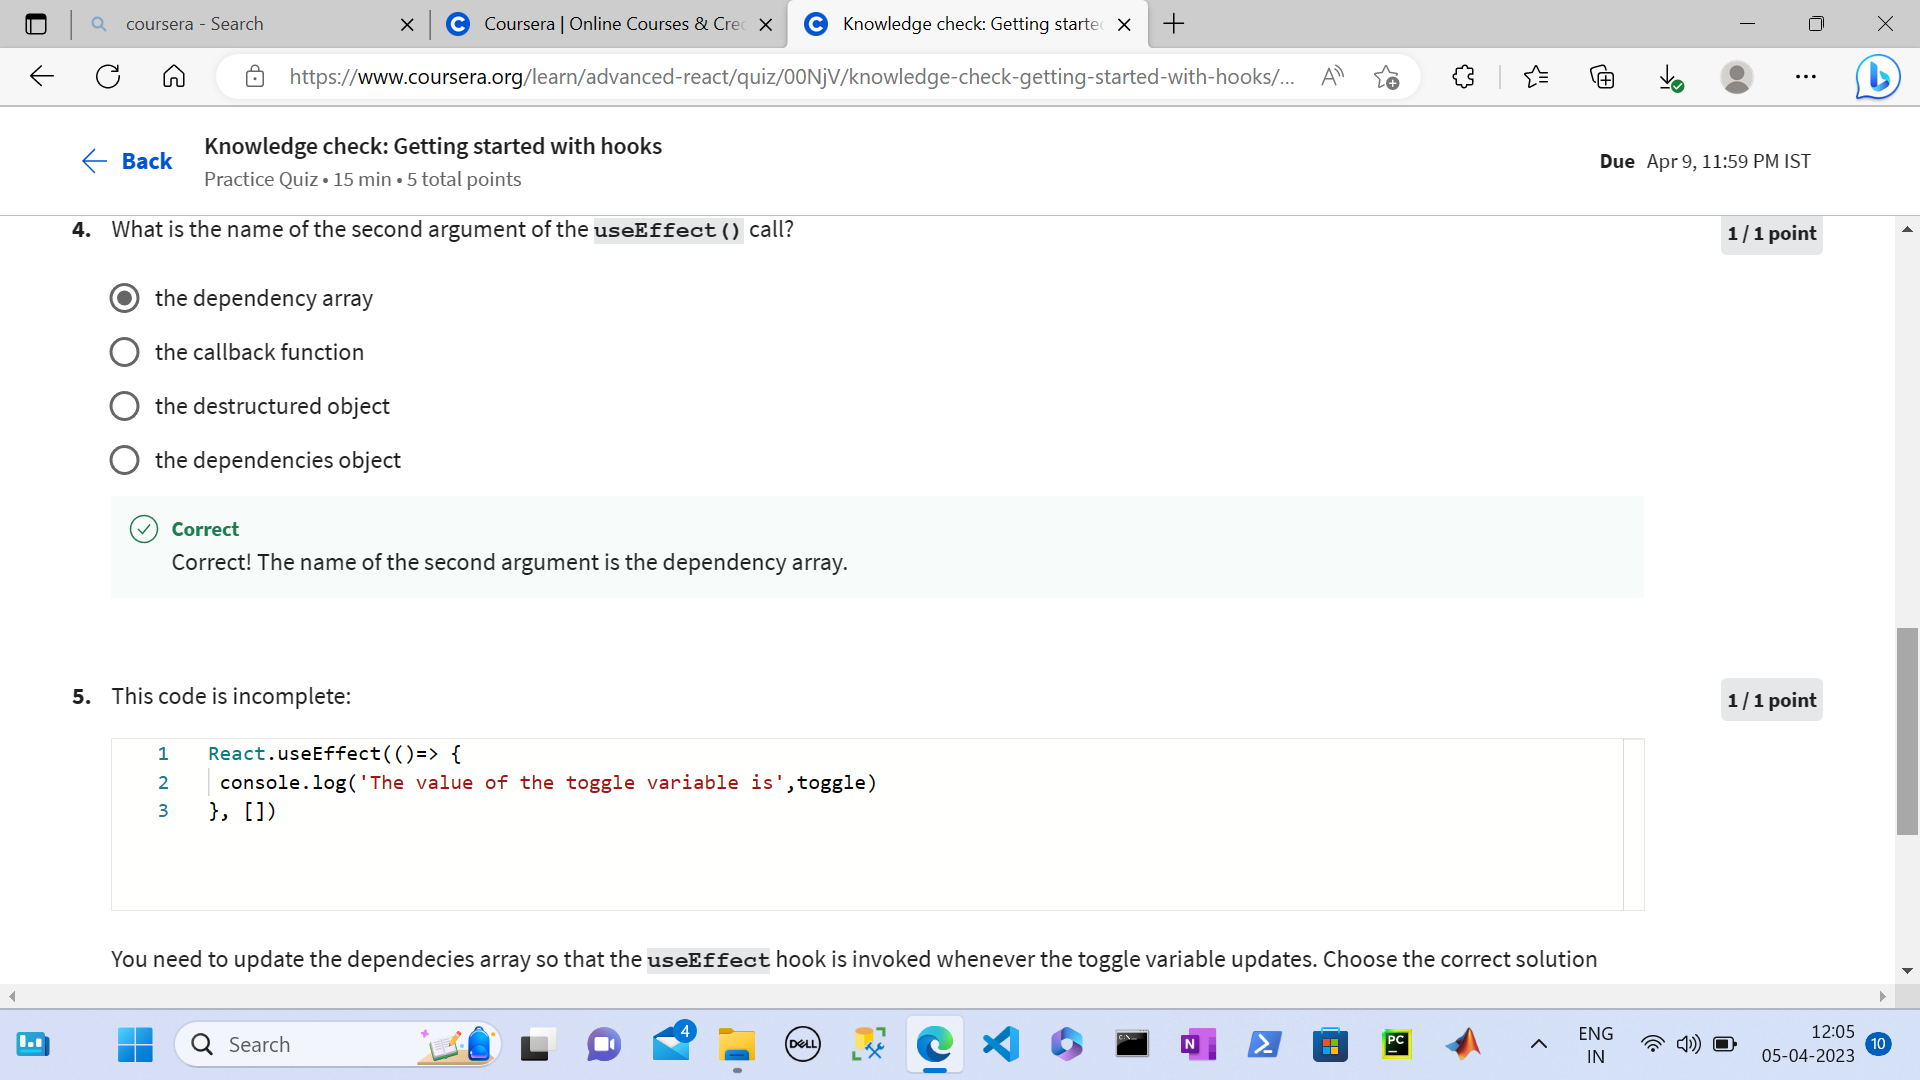 coursera - Search
Coursera | Online Courses & Cre
Knowledge check: Getting starte
https://www.coursera.org/learn/advanced-react/quiz/00NjV/knowledge-check-getting-started-with-hooks/...
Back
Knowledge check: Getting started with hooks
Practice Quiz • 15 min • 5 total points
Due Apr 9, 11:59 PM IST
4. What is the name of the second argument of the useEffect() call?
1 / 1 point
the dependency array
the callback function
the destructured object
the dependencies object
Correct
Correct! The name of the second argument is the dependency array.
5. This code is incomplete:
1 / 1 point
1 React.useEffect(()=> {
2 console.log('The value of the toggle variable is',toggle)
3 }, [])
You need to update the dependecies array so that the useEffect hook is invoked whenever the toggle variable updates. Choose the correct solution
Search
4
DELL
N
PC
ENG
IN
12:05
05-04-2023
10